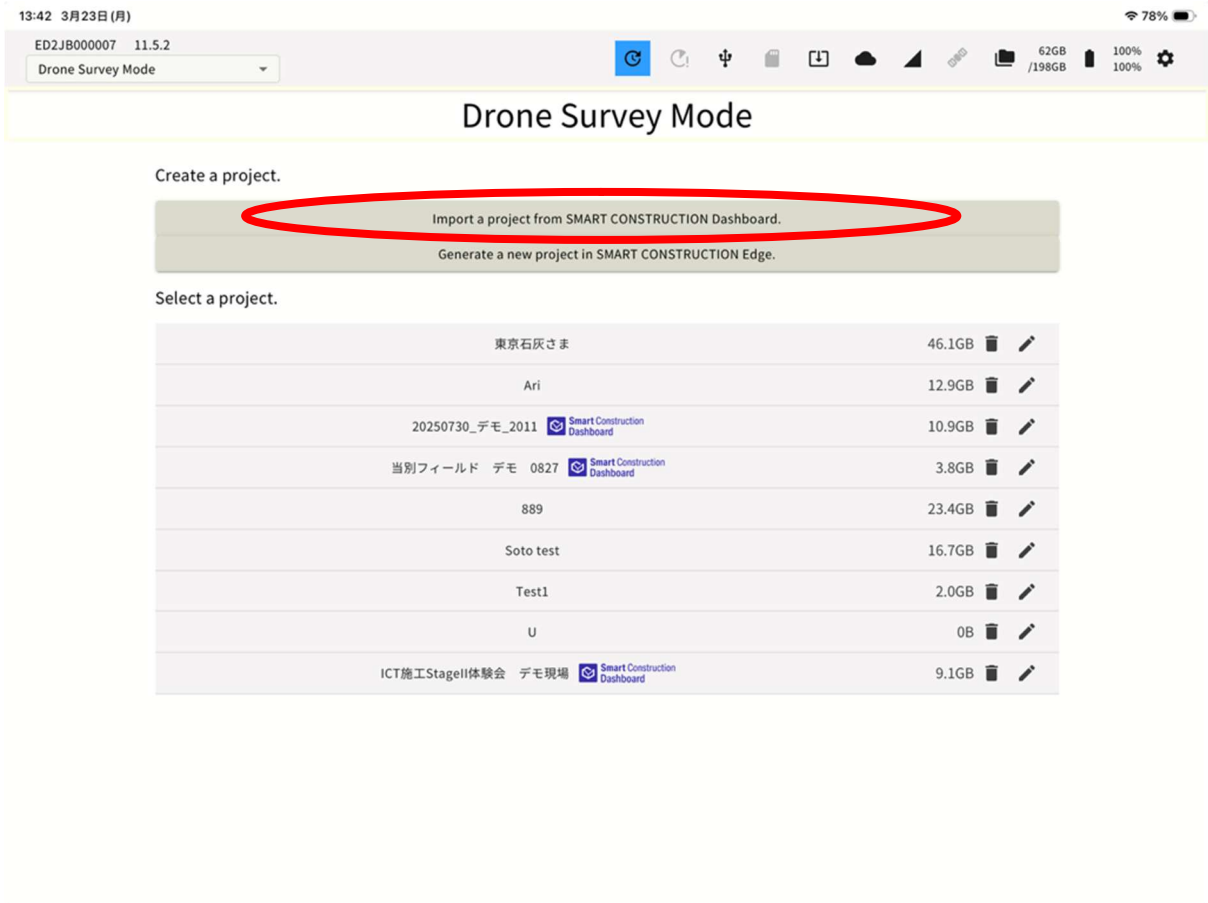 13:42 3月23日(月)
78%
ED2JB000007 11.5.2
Drone Survey Mode
62GB
/198GB
100%
100%
Drone Survey Mode
Create a project.
Import a project from SMART CONSTRUCTION Dashboard.
Generate a new project in SMART CONSTRUCTION Edge.
Select a project.
東京石灰さま 46.1GB
Ari 12.9GB
20250730_デモ_2011 Smart Construction Dashboard 10.9GB
当別フィールド デモ 0827 Smart Construction Dashboard 3.8GB
889 23.4GB
Soto test 16.7GB
Test1 2.0GB
U 0B
ICT施工StageII体験会 デモ現場 Smart Construction Dashboard 9.1GB